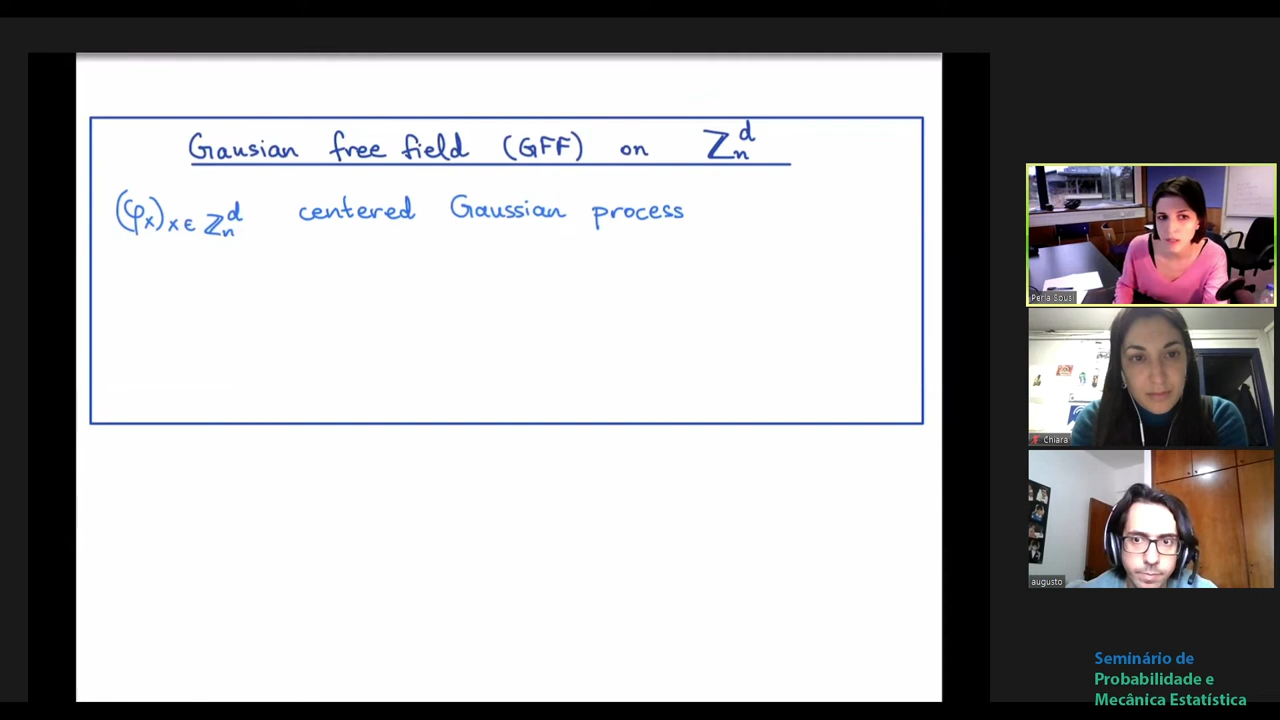 Gausian free field (GFF) on ℤ_n^d
(φ_x)_{x ∈ ℤ_n^d} centered Gaussian process
Perla Sousi
Chiara
augusto
Seminário de
Probabilidade e
Mecânica Estatística